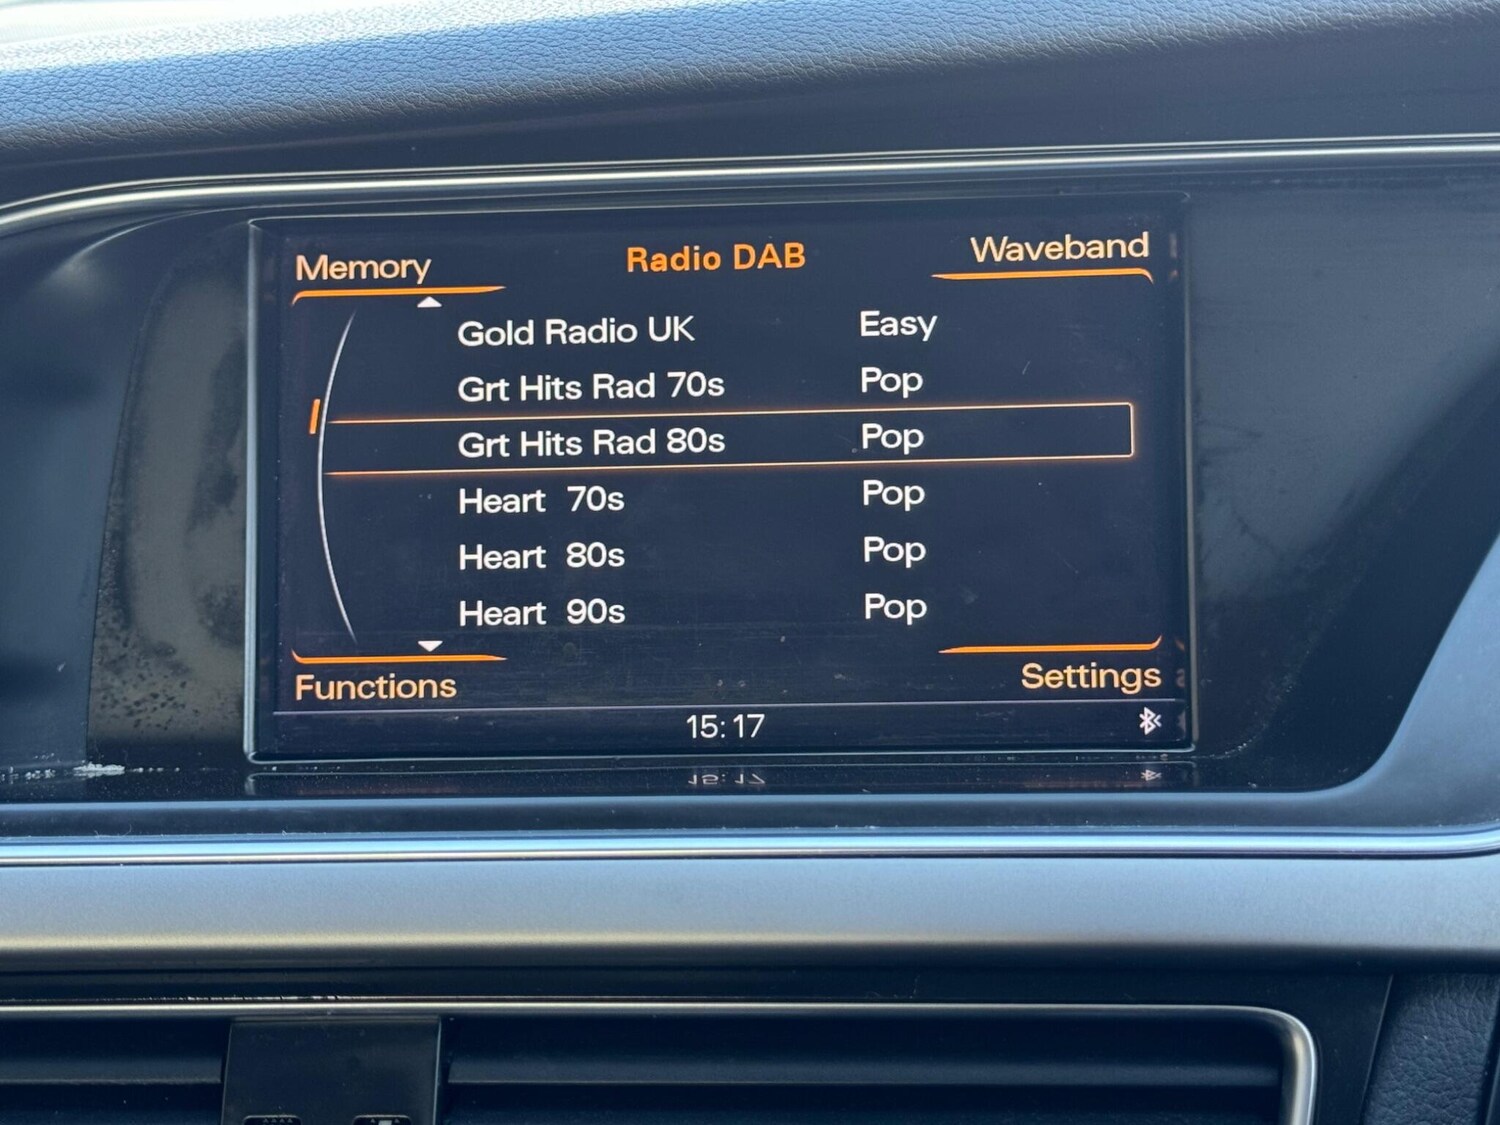 Memory Radio DAB Waveband
Gold Radio UK Easy
Grt Hits Rad 70s Pop
Grt Hits Rad 80s Pop
Heart 70s Pop
Heart 80s Pop
Heart 90s Pop
Functions Settings
15:17